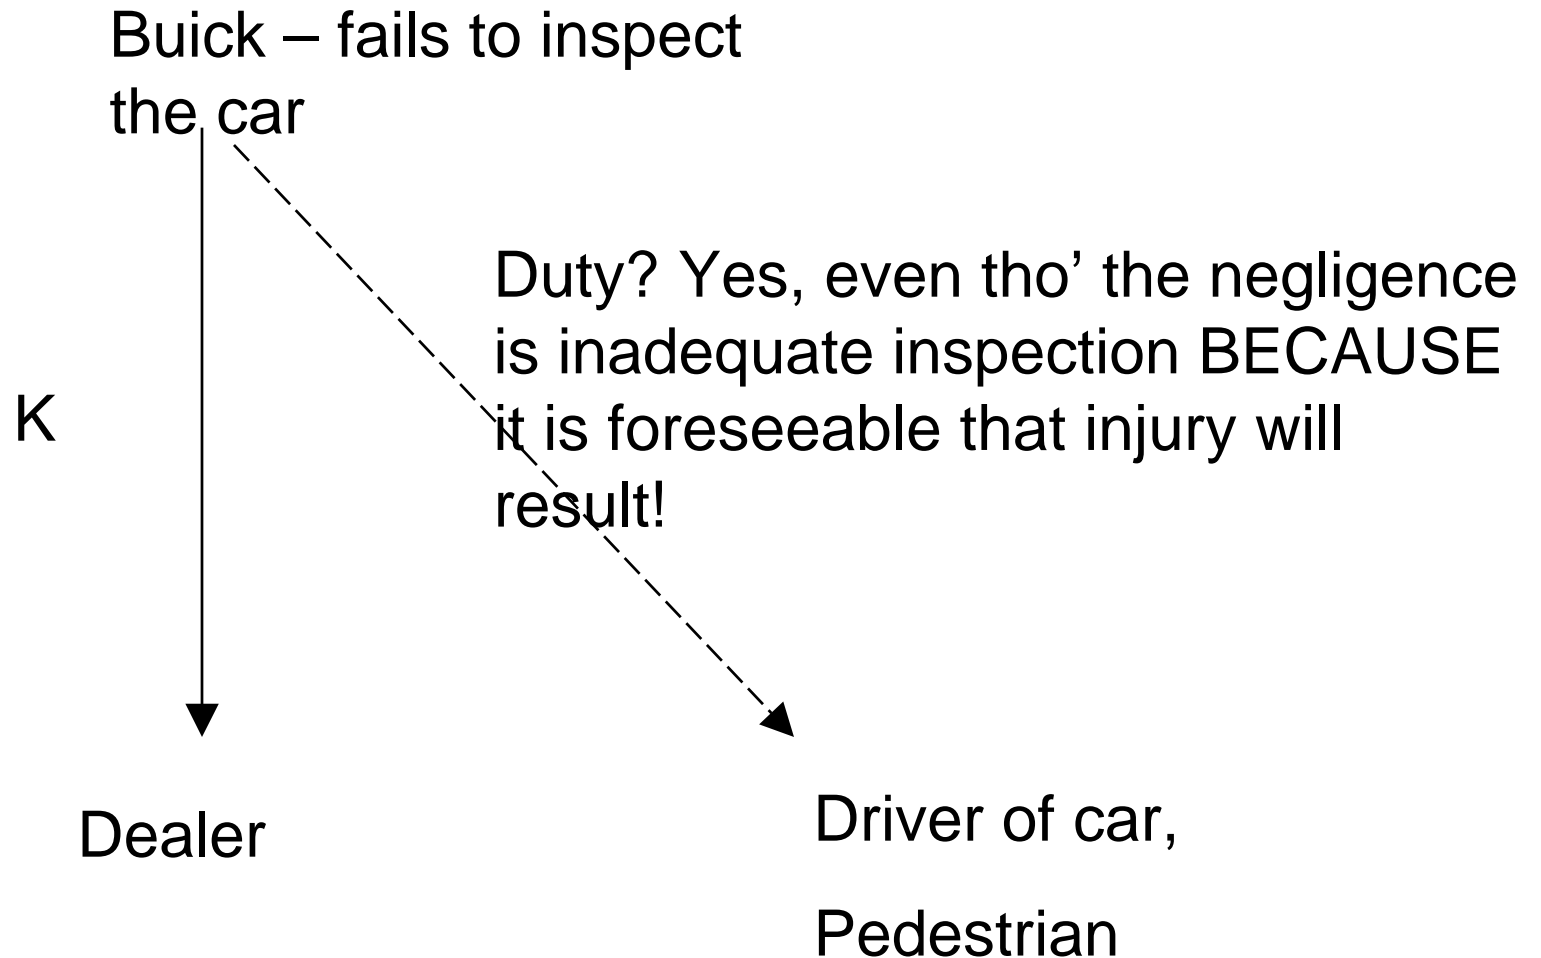 Buick – fails to inspect
the car
Duty? Yes, even tho’ the negligence
is inadequate inspection BECAUSE
it is foreseeable that injury will
result!
K
Dealer
Driver of car,
Pedestrian